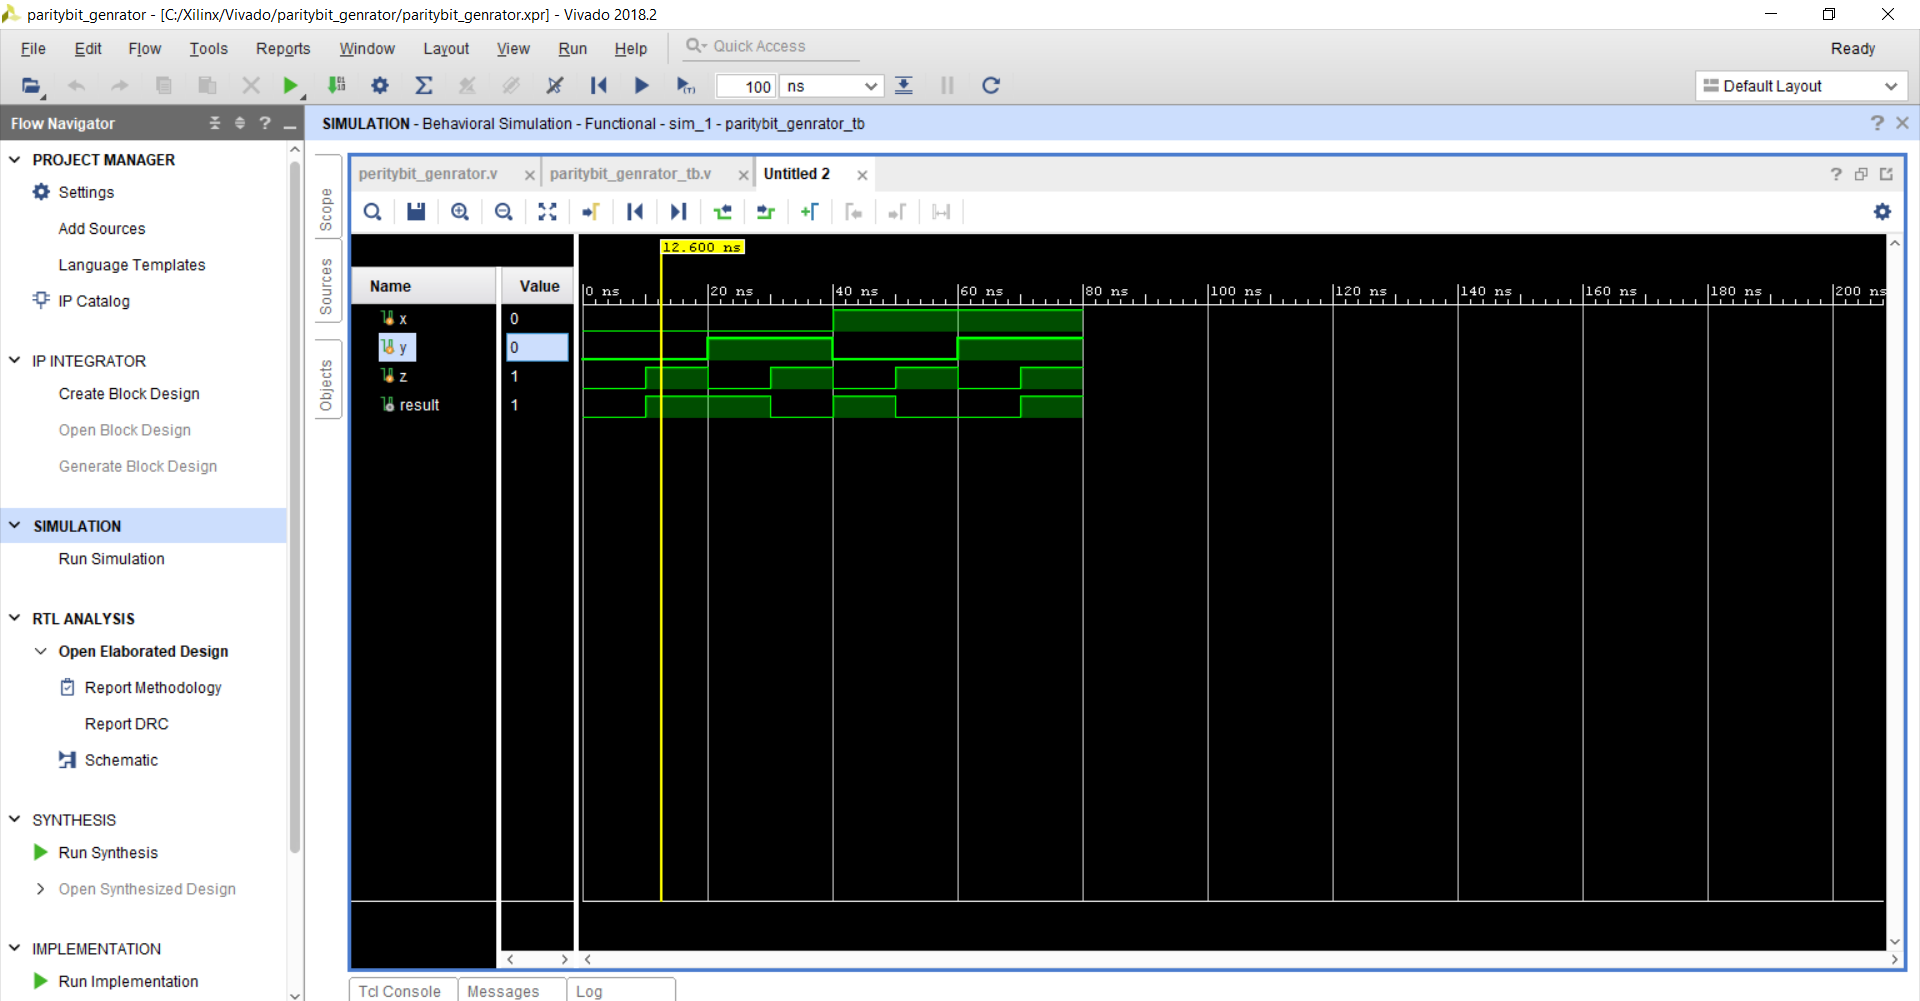 paritybit_genrator - [C:/Xilinx/Vivado/paritybit_genrator/paritybit_genrator.xpr] - Vivado 2018.2
File Edit Flow Tools Reports Window Layout View Run Help Quick Access Ready
100 ns Default Layout
Flow Navigator
SIMULATION - Behavioral Simulation - Functional - sim_1 - paritybit_genrator_tb
PROJECT MANAGER
Settings
Add Sources
Language Templates
IP Catalog
IP INTEGRATOR
Create Block Design
Open Block Design
Generate Block Design
SIMULATION
Run Simulation
RTL ANALYSIS
Open Elaborated Design
Report Methodology
Report DRC
Schematic
SYNTHESIS
Run Synthesis
Open Synthesized Design
IMPLEMENTATION
Run Implementation
Scope
Sources
Objects
peritybit_genrator.v paritybit_genrator_tb.v Untitled 2
12.600 ns
Name Value
0 ns 20 ns 40 ns 60 ns 80 ns 100 ns 120 ns 140 ns 160 ns 180 ns 200 ns
x 0
y 0
z 1
result 1
Tcl Console Messages Log